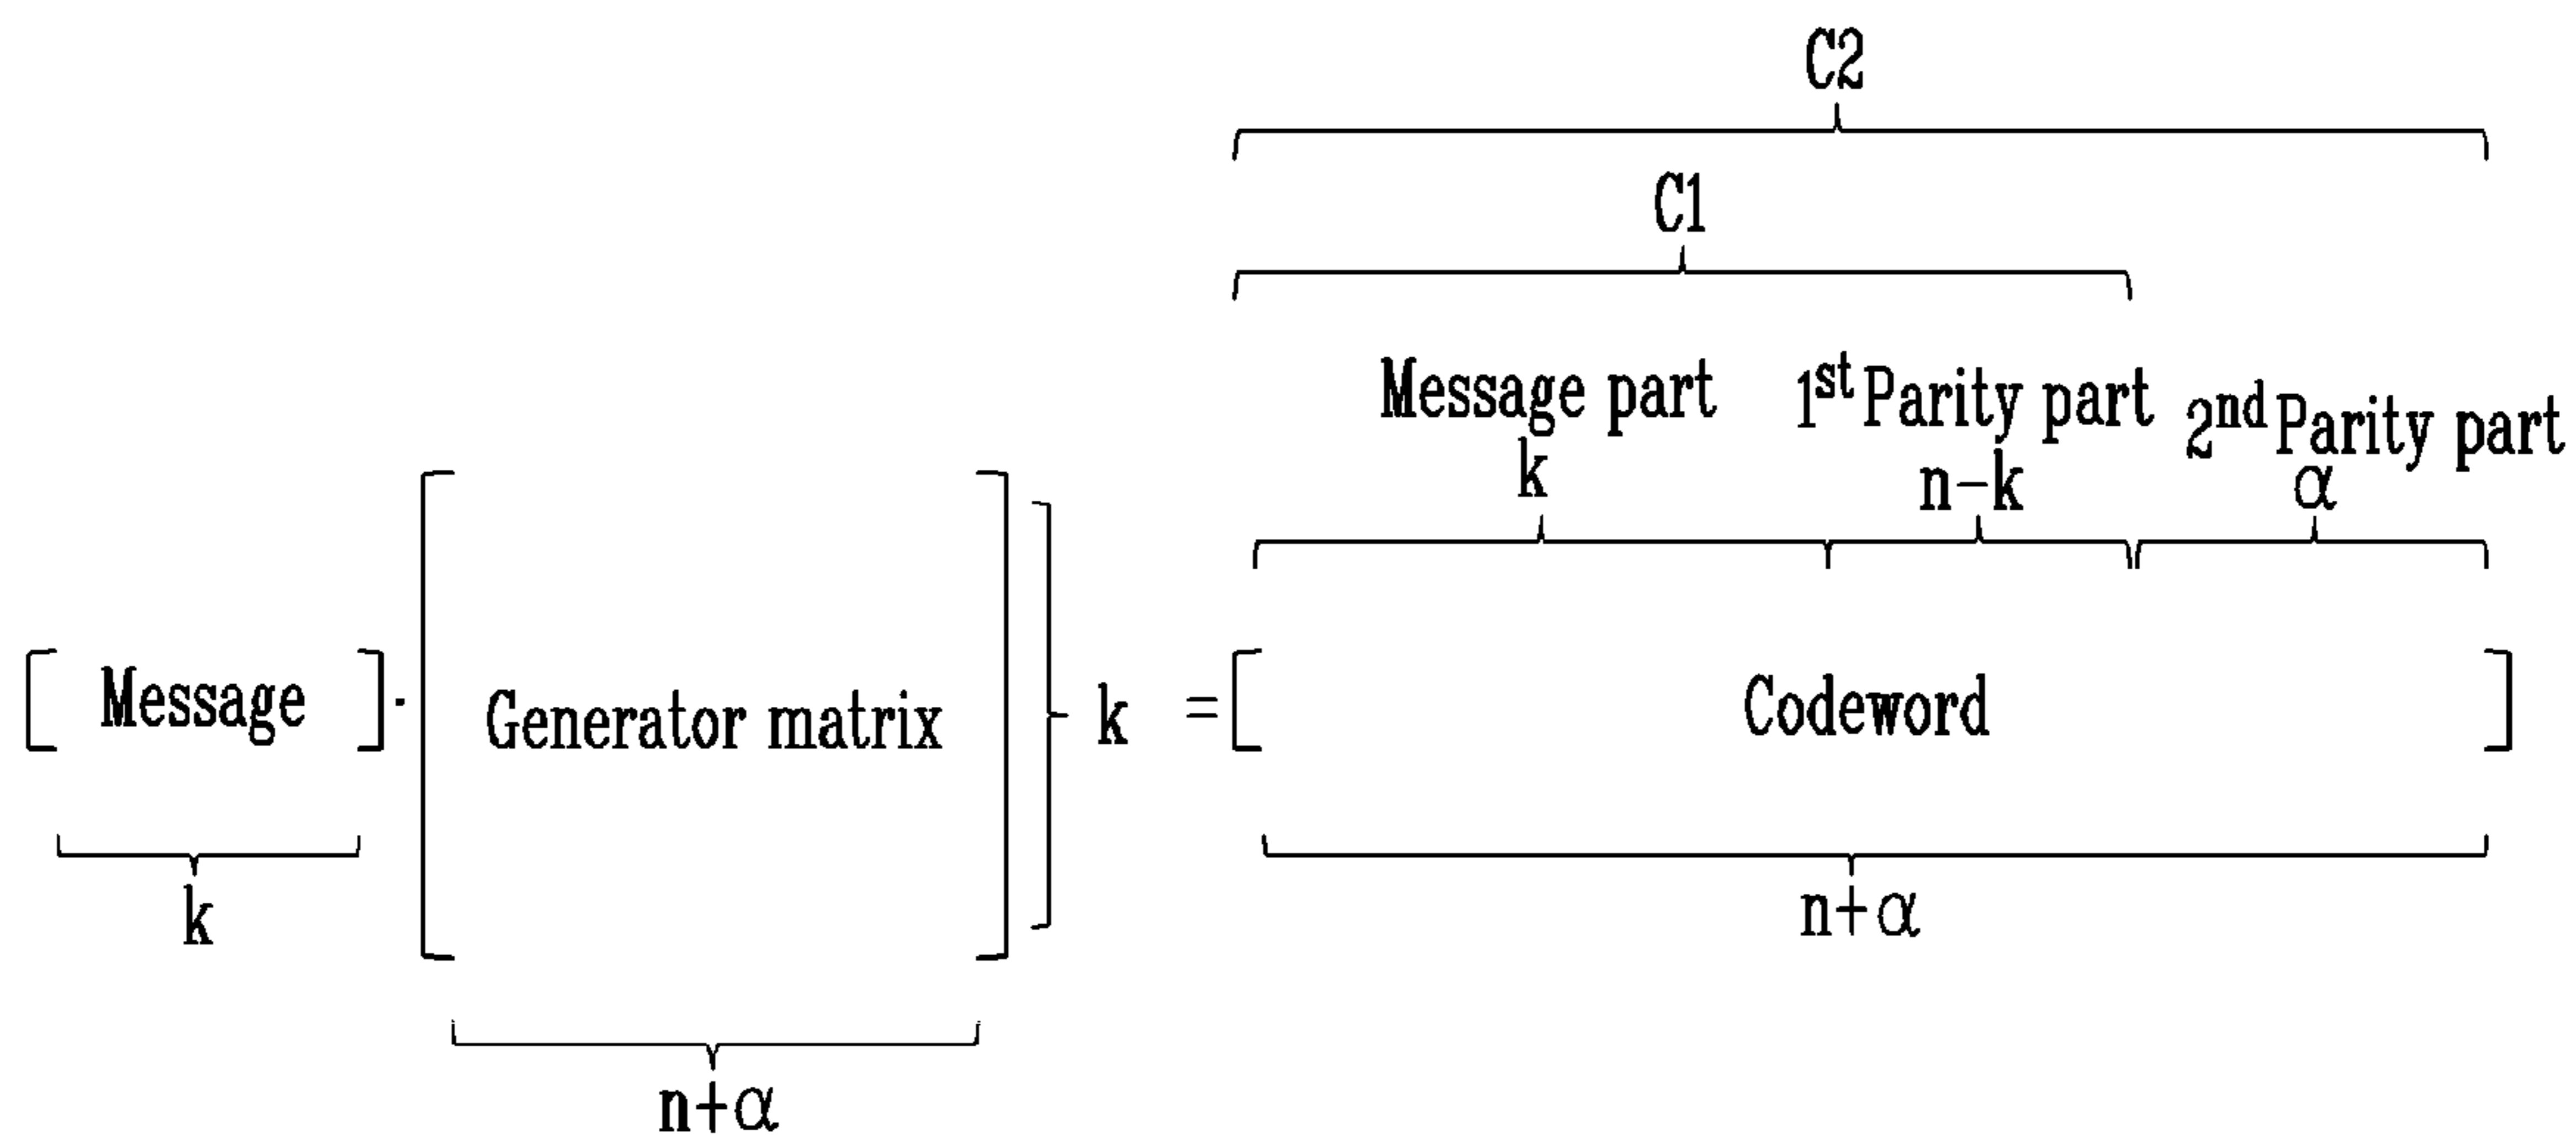 C2
C1
Message part
k
1st Parity part
n-k
2nd Parity part
α
[ Message ] · [ Generator matrix ] k = [ Codeword ]
k
n+α
n+α